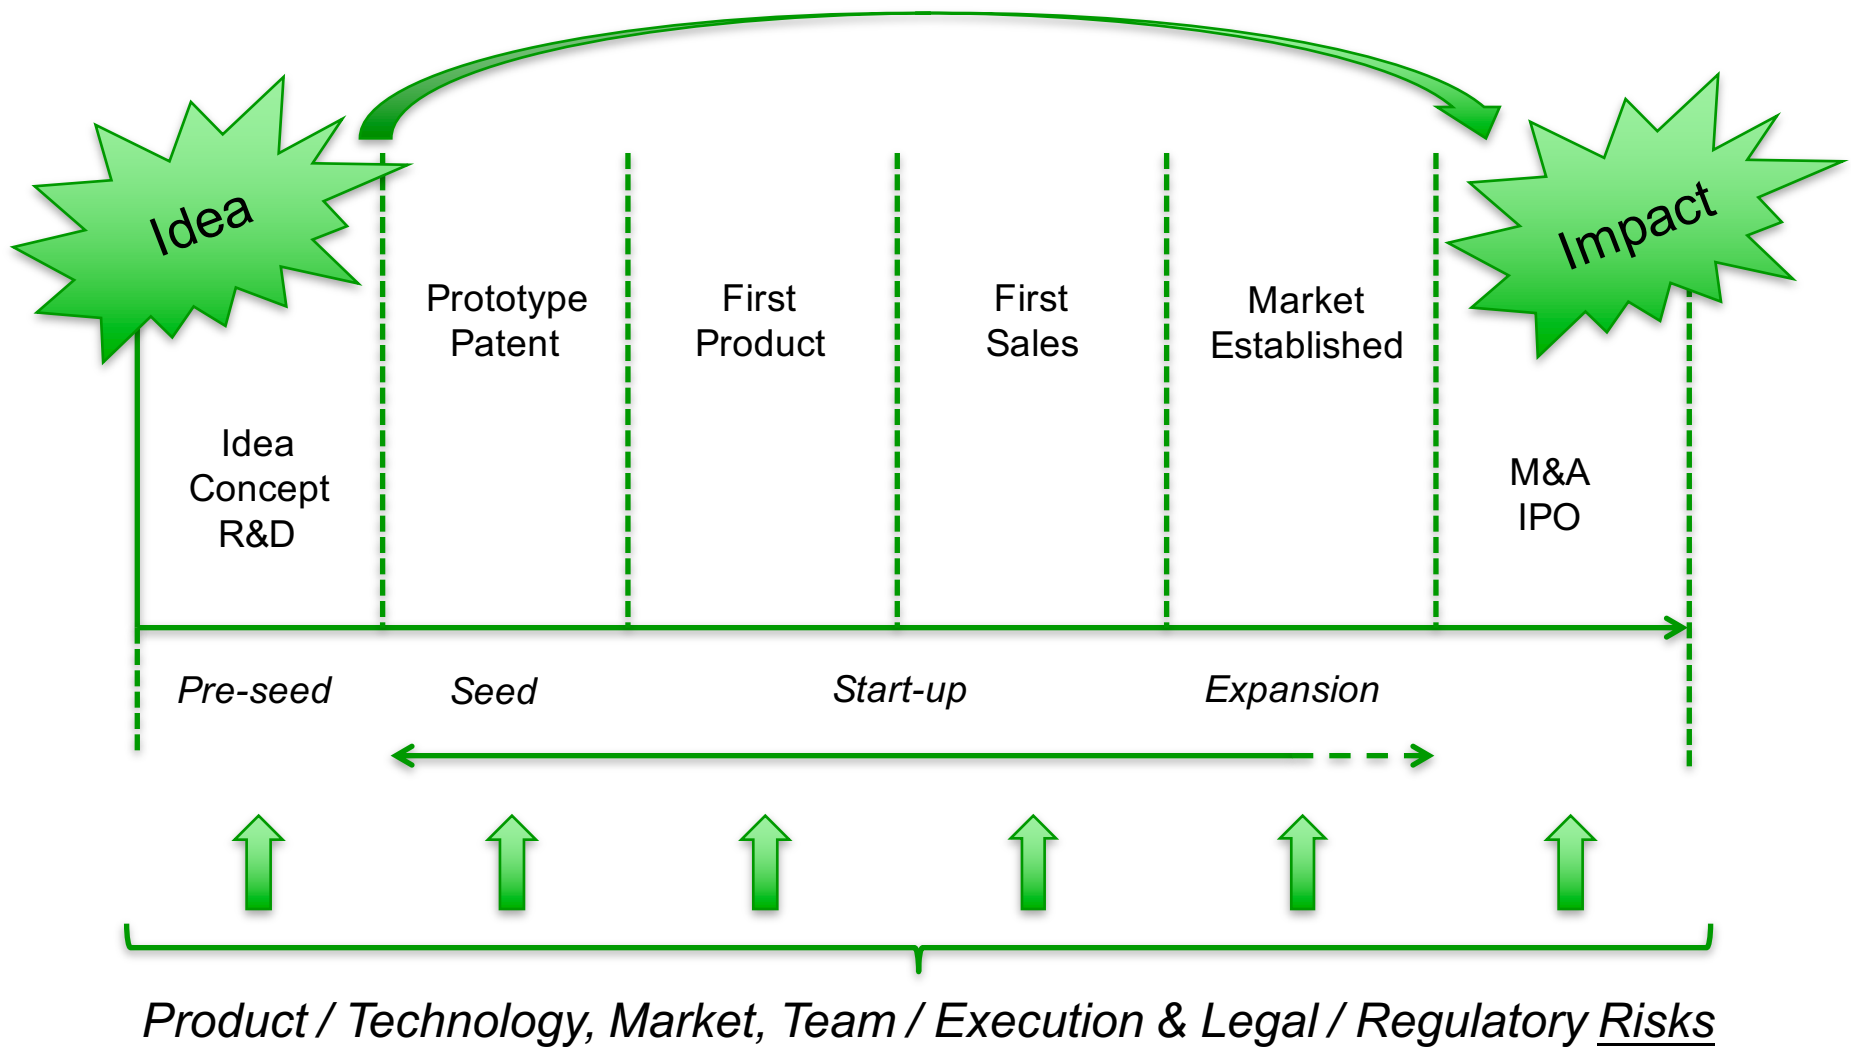 Idea
Impact
Prototype
Patent
First
Product
First
Sales
Market
Established
Idea
Concept
R&D
M&A
IPO
Pre-seed
Seed
Start-up
Expansion
Product / Technology, Market, Team / Execution & Legal / Regulatory Risks